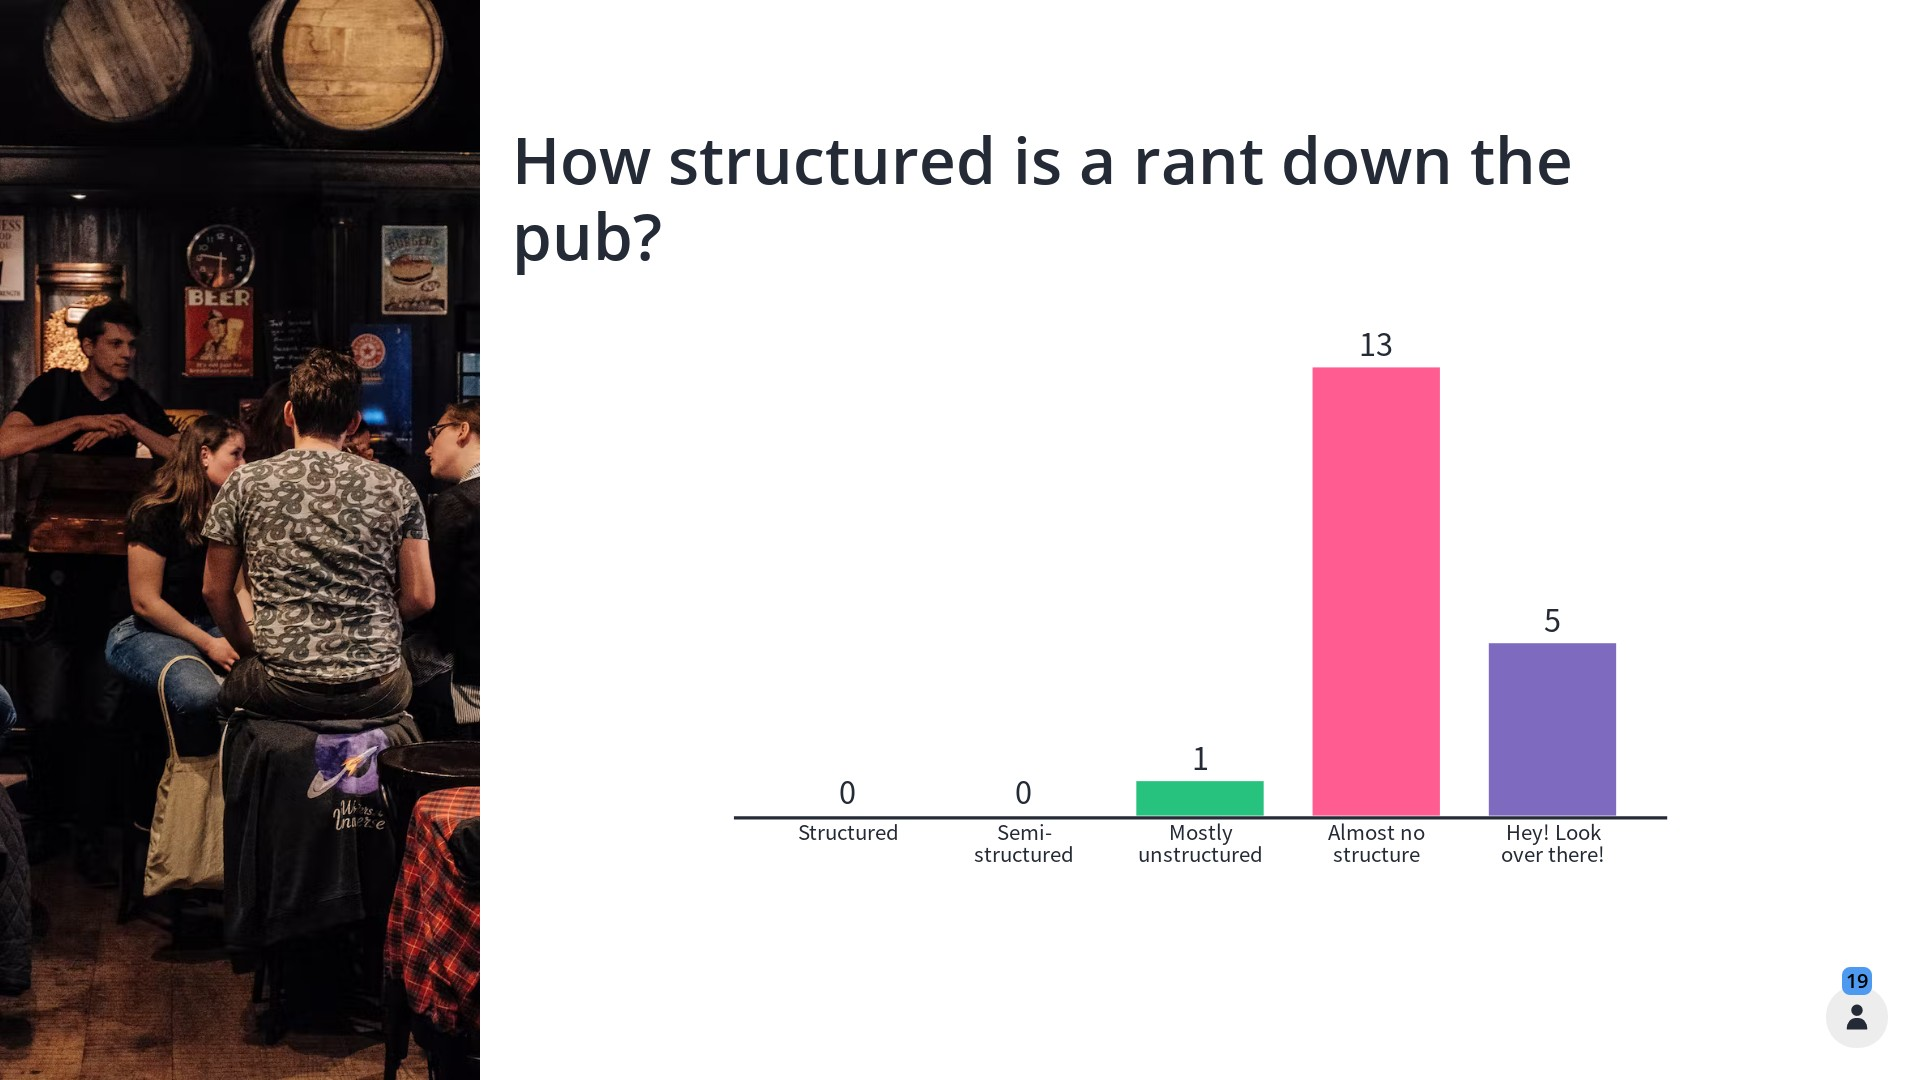 How structured is a rant down the
pub?
13
5
1
0
0
Structured
Semi-
structured
Mostly
unstructured
Almost no
structure
Hey! Look
over there!
19
BEER
BURGERS